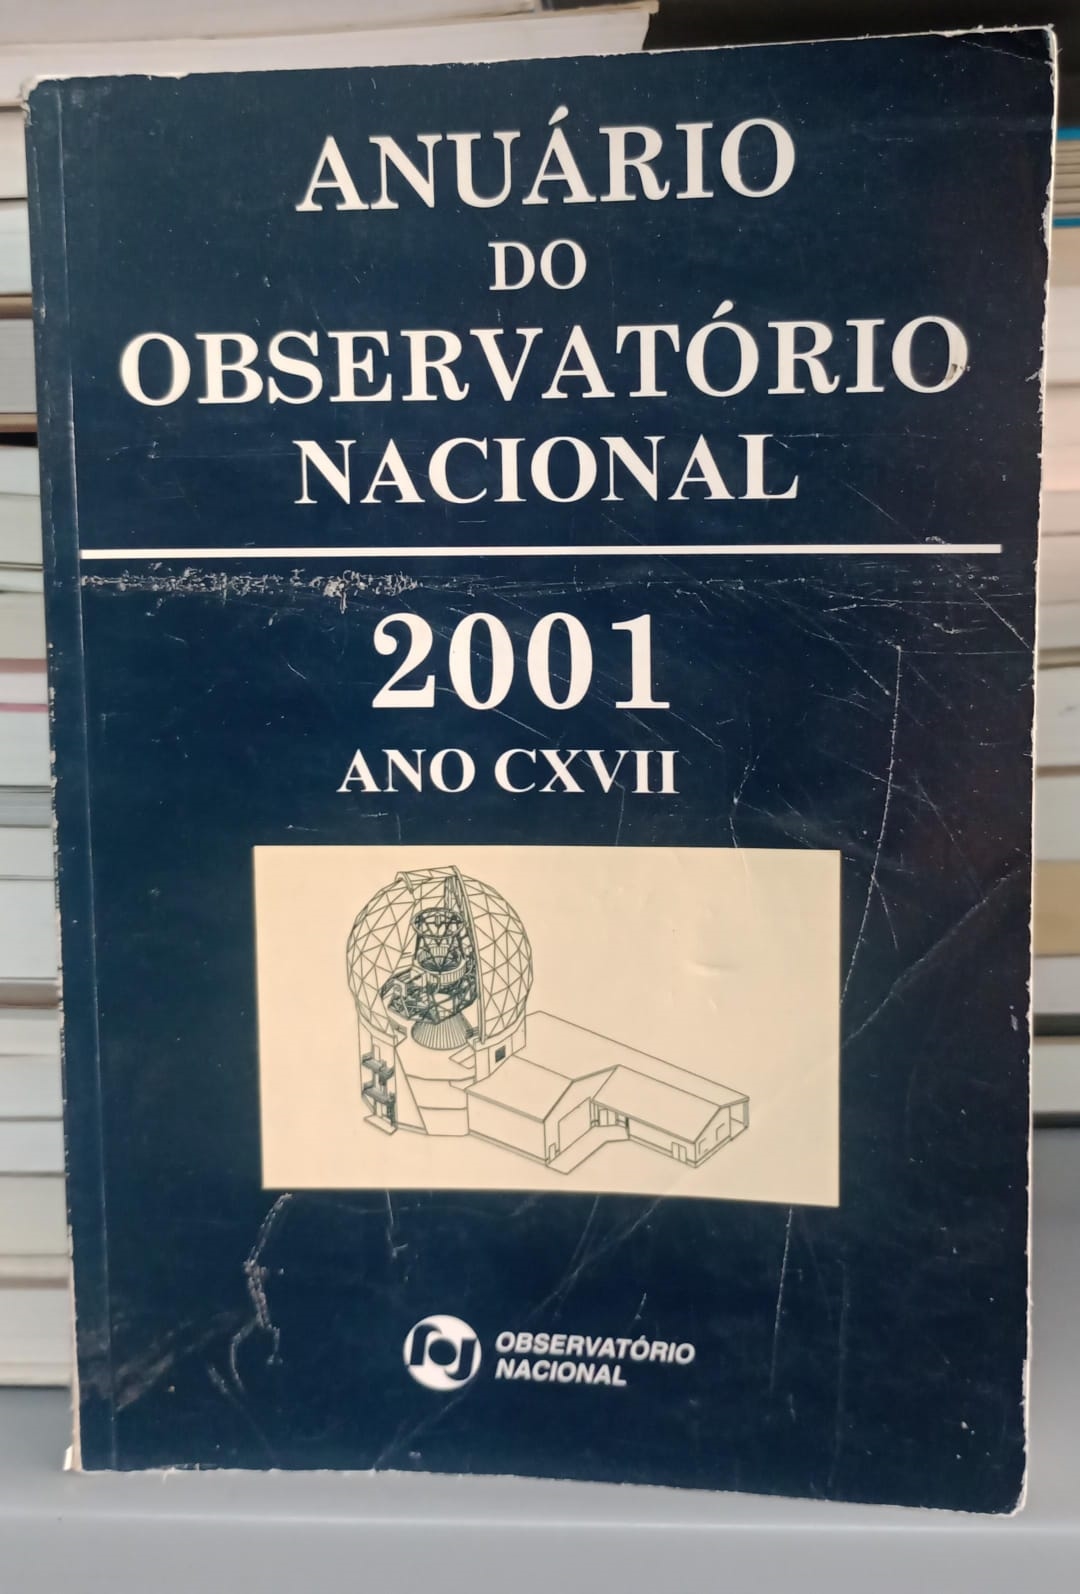 ANUÁRIO
DO
OBSERVATÓRIO
NACIONAL
2001
ANO CXVII
OBSERVATÓRIO
NACIONAL